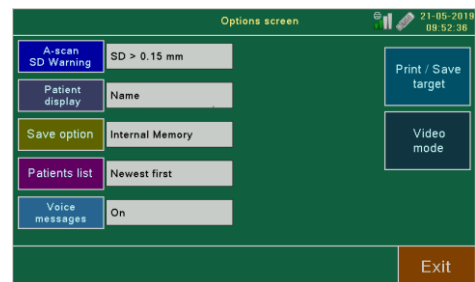 Options screen
21-05-2019
09:52:36
A-scan
SD Warning
SD > 0.15 mm
Patient
display
Name
Save option
Internal Memory
Patients list
Newest first
Voice
messages
On
Print / Save
target
Video
mode
Exit